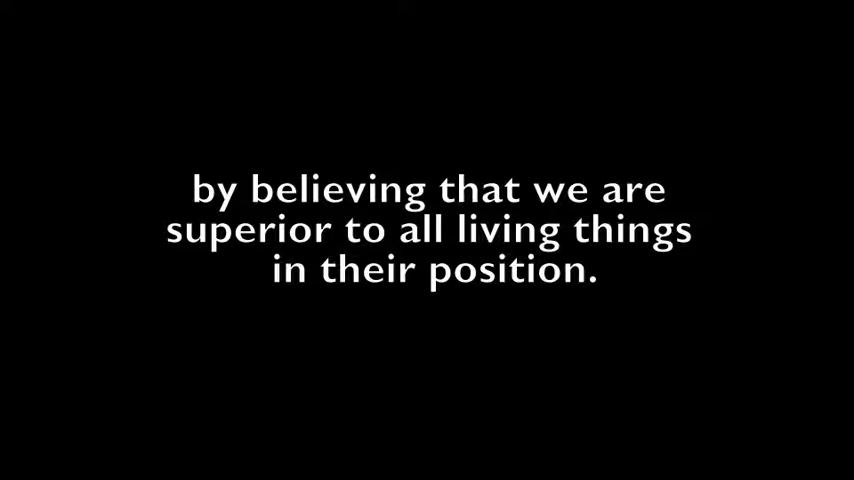 by believing that we are
superior to all living things
in their position.